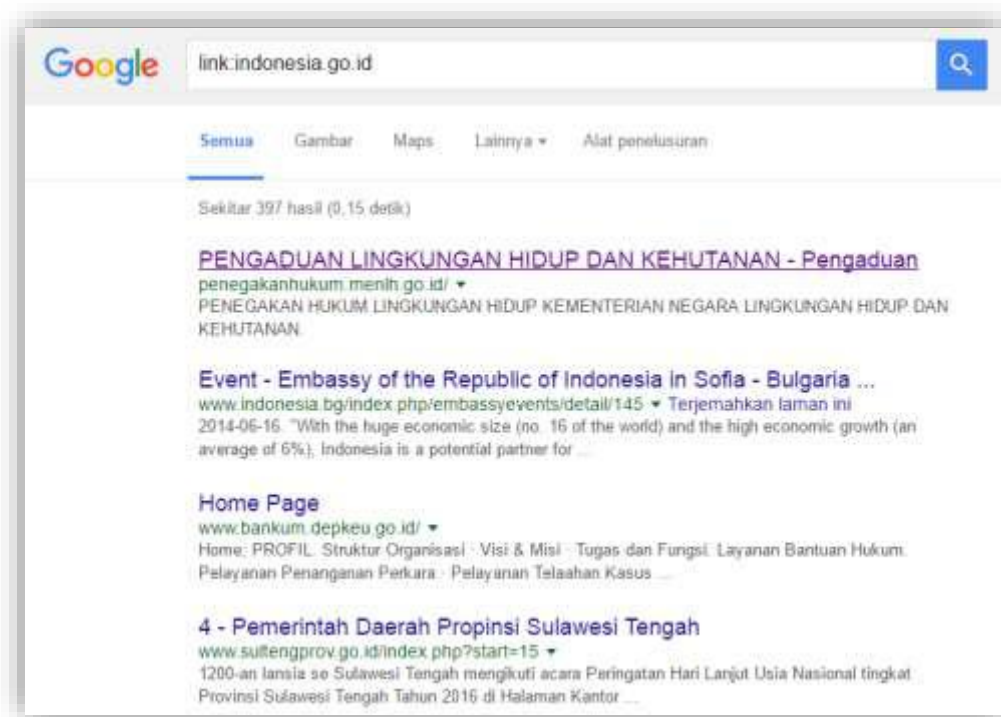 Google link:indonesia.go.id
Semua Gambar Maps Lainnya Alat penelusuran
Sekitar 397 hasil (0,15 detik)
PENGADUAN LINGKUNGAN HIDUP DAN KEHUTANAN - Pengaduan
penegakanhukum.menlh.go.id/
PENEGAKAN HUKUM LINGKUNGAN HIDUP KEMENTERIAN NEGARA LINGKUNGAN HIDUP DAN
KEHUTANAN.
Event - Embassy of the Republic of Indonesia in Sofia - Bulgaria ...
www.indonesia.bg/index.php/embassyevents/detail/145 Terjemahkan laman ini
2014-06-16. "With the huge economic size (no. 16 of the world) and the high economic growth (an
average of 6%), Indonesia is a potential partner for ...
Home Page
www.bankum.depkeu.go.id/
Home; PROFIL. Struktur Organisasi · Visi & Misi · Tugas dan Fungsi. Layanan Bantuan Hukum.
Pelayanan Penanganan Perkara · Pelayanan Telaahan Kasus ...
4 - Pemerintah Daerah Propinsi Sulawesi Tengah
www.sultengprov.go.id/index.php?start=15
1200-an lansia se Sulawesi Tengah mengikuti acara Peringatan Hari Lanjut Usia Nasional tingkat
Provinsi Sulawesi Tengah Tahun 2016 di Halaman Kantor ...